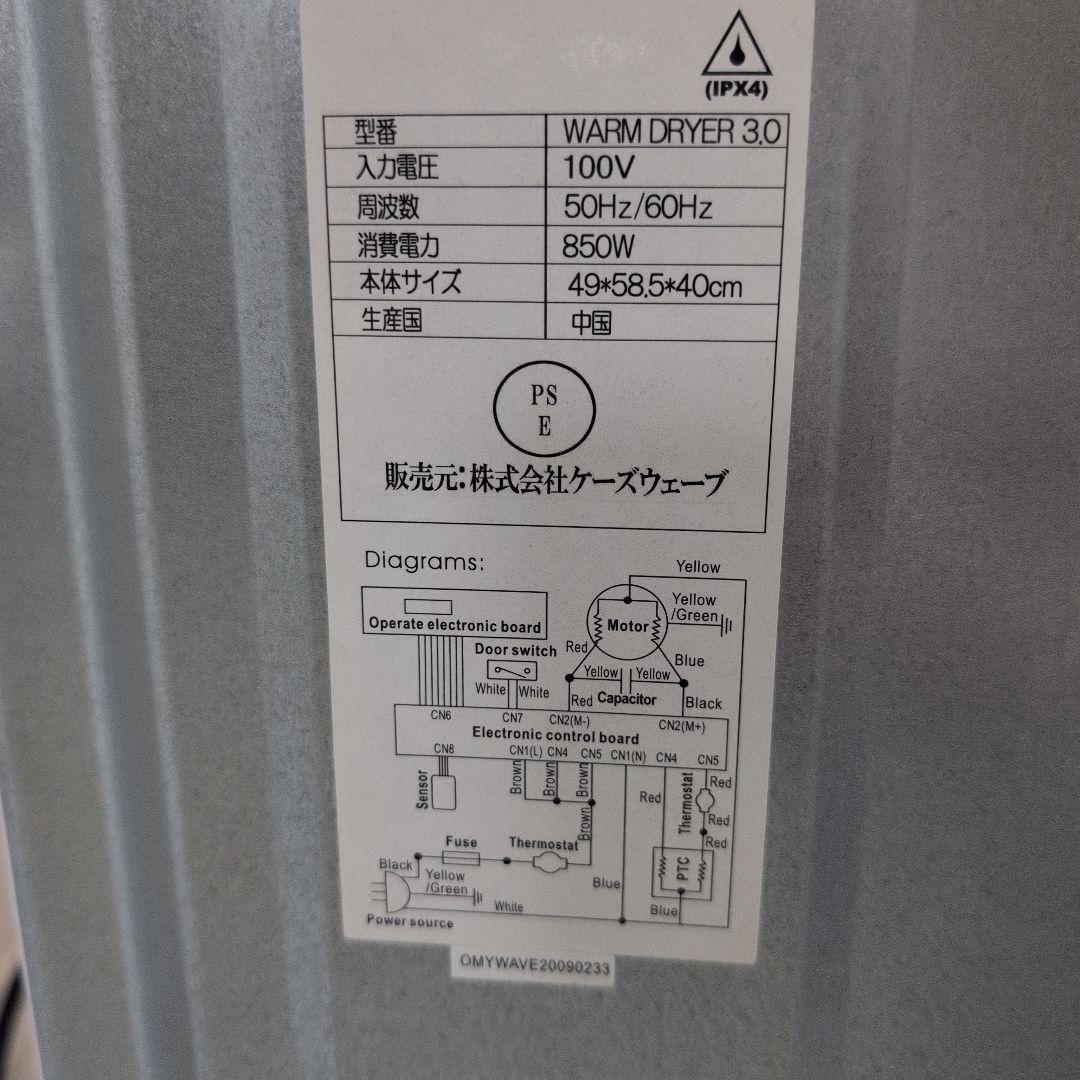 (IPX4)
型番 WARM DRYER 3.0
入力電圧 100V
周波数 50Hz/60Hz
消費電力 850W
本体サイズ 49*58.5*40cm
生産国 中国
PS
E
販売元:株式会社ケーズウェーブ
Diagrams:
Yellow
Operate electronic board
Motor
Yellow
/Green
Door switch
Red
Blue
White
White
Yellow
Yellow
Red
Capacitor
Black
CN6
CN7
CN2(M-)
CN2(M+)
Electronic control board
CN8
CN1(L)
CN4
CN5
CN1(N)
CN4
CN5
Sensor
Brown
Brown
Brown
Brown
Red
Thermostat
Red
Red
Red
Fuse
Thermostat
PTC
Black
Yellow
/Green
Blue
Blue
White
Power source
OMYWAVE20090233